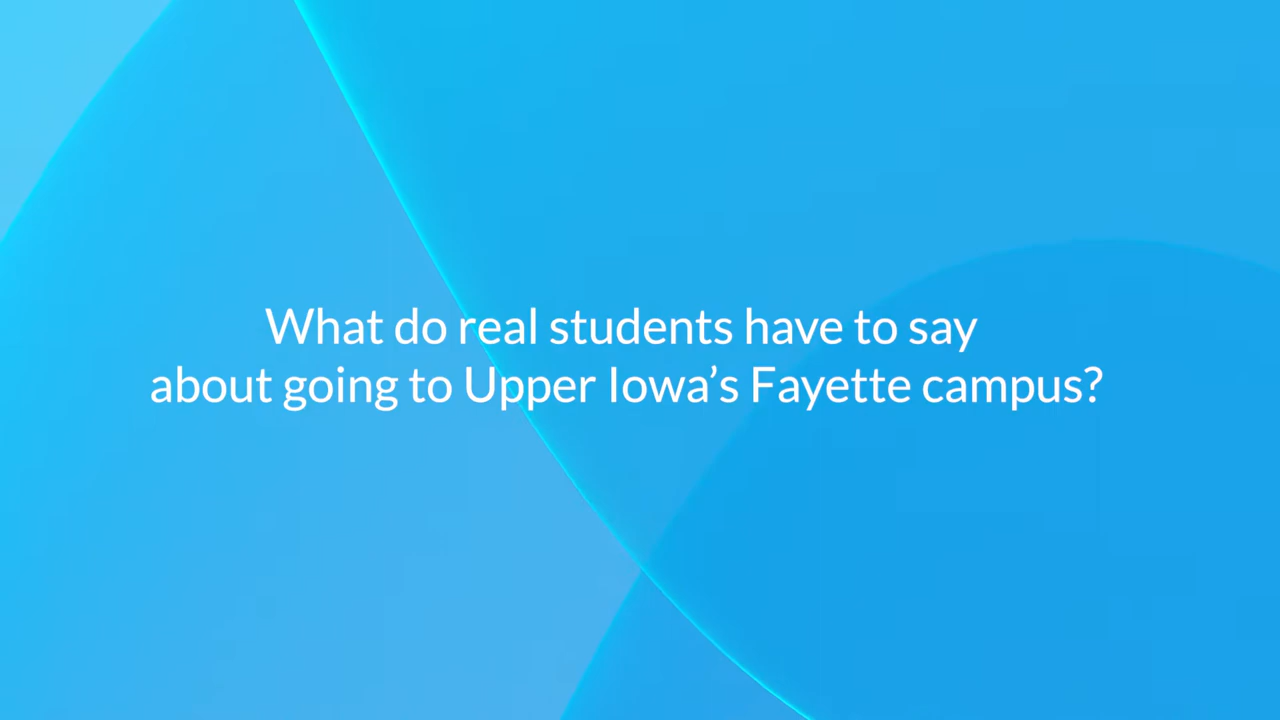 What do real students have to say
about going to Upper Iowa’s Fayette campus?